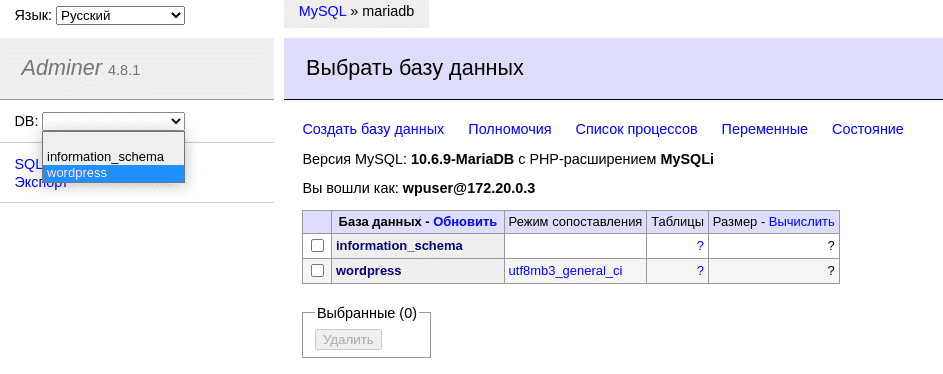 Язык: Русский
MySQL » mariadb
Adminer 4.8.1
Выбрать базу данных
DB:
information_schema
wordpress
SQL
Экспорт
Создать базу данных Полномочия Список процессов Переменные Состояние
Версия MySQL: 10.6.9-MariaDB с PHP-расширением MySQLi
Вы вошли как: wpuser@172.20.0.3
База данных - Обновить Режим сопоставления Таблицы Размер - Вычислить
information_schema ? ?
wordpress utf8mb3_general_ci ? ?
Выбранные (0)
Удалить